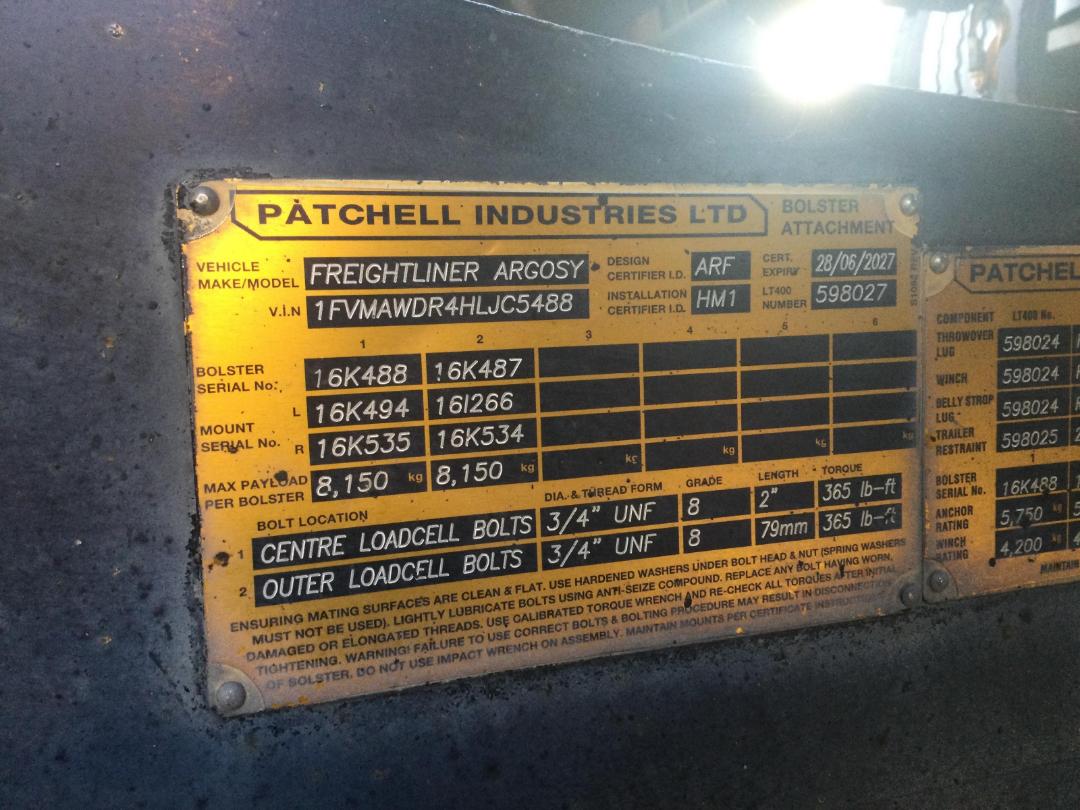 PATCHELL INDUSTRIES LTD
BOLSTER
ATTACHMENT
VEHICLE
MAKE/MODEL
FREIGHTLINER ARGOSY
V.I.N
1FVMAWDR4HLJC5488
DESIGN
CERTIFIER I.D.
ARF
INSTALLATION
CERTIFIER I.D.
HM1
CERT.
EXPIRY
28/06/2027
LT400
NUMBER
598027
1 2 3 4 5 6
BOLSTER
SERIAL No.
16K488 16K487
MOUNT
SERIAL No.
L 16K494 16I266
R 16K535 16K534
MAX PAYLOAD
PER BOLSTER
8,150 kg 8,150 kg kg kg kg kg
BOLT LOCATION DIA. & THREAD FORM GRADE LENGTH TORQUE
1 CENTRE LOADCELL BOLTS 3/4" UNF 8 2" 365 lb-ft
2 OUTER LOADCELL BOLTS 3/4" UNF 8 79mm 365 lb-ft
ENSURING MATING SURFACES ARE CLEAN & FLAT. USE HARDENED WASHERS UNDER BOLT HEAD & NUT (SPRING WASHERS
MUST NOT BE USED). LIGHTLY LUBRICATE BOLTS USING ANTI-SEIZE COMPOUND. REPLACE ANY BOLT HAVING WORN,
DAMAGED OR ELONGATED THREADS. USE CALIBRATED TORQUE WRENCH AND RE-CHECK ALL TORQUES AFTER INITIAL
TIGHTENING. WARNING! FAILURE TO USE CORRECT BOLTS & BOLTING PROCEDURE MAY RESULT IN DISCONNECTION
OF BOLSTER. DO NOT USE IMPACT WRENCH ON ASSEMBLY. MAINTAIN MOUNTS PER CERTIFICATE
PATCHEL
COMPONENT LT400 No.
THROWOVER
LUG
598024
WINCH 598024
BELLY STROP
LUG
598024
TRAILER
RESTRAINT
598025
1
BOLSTER
SERIAL No.
16K488
ANCHOR
RATING
5,750 kg
WINCH
RATING
4,200 kg
MAINTAIN